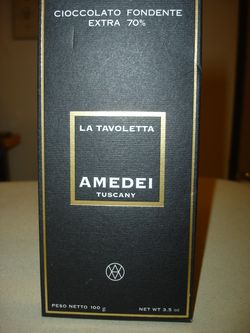 CIOCCOLATO FONDENTE
EXTRA 70%
LA TAVOLETTA
AMEDEI
TUSCANY
PESO NETTO 100 g
NET WT 3.5 oz